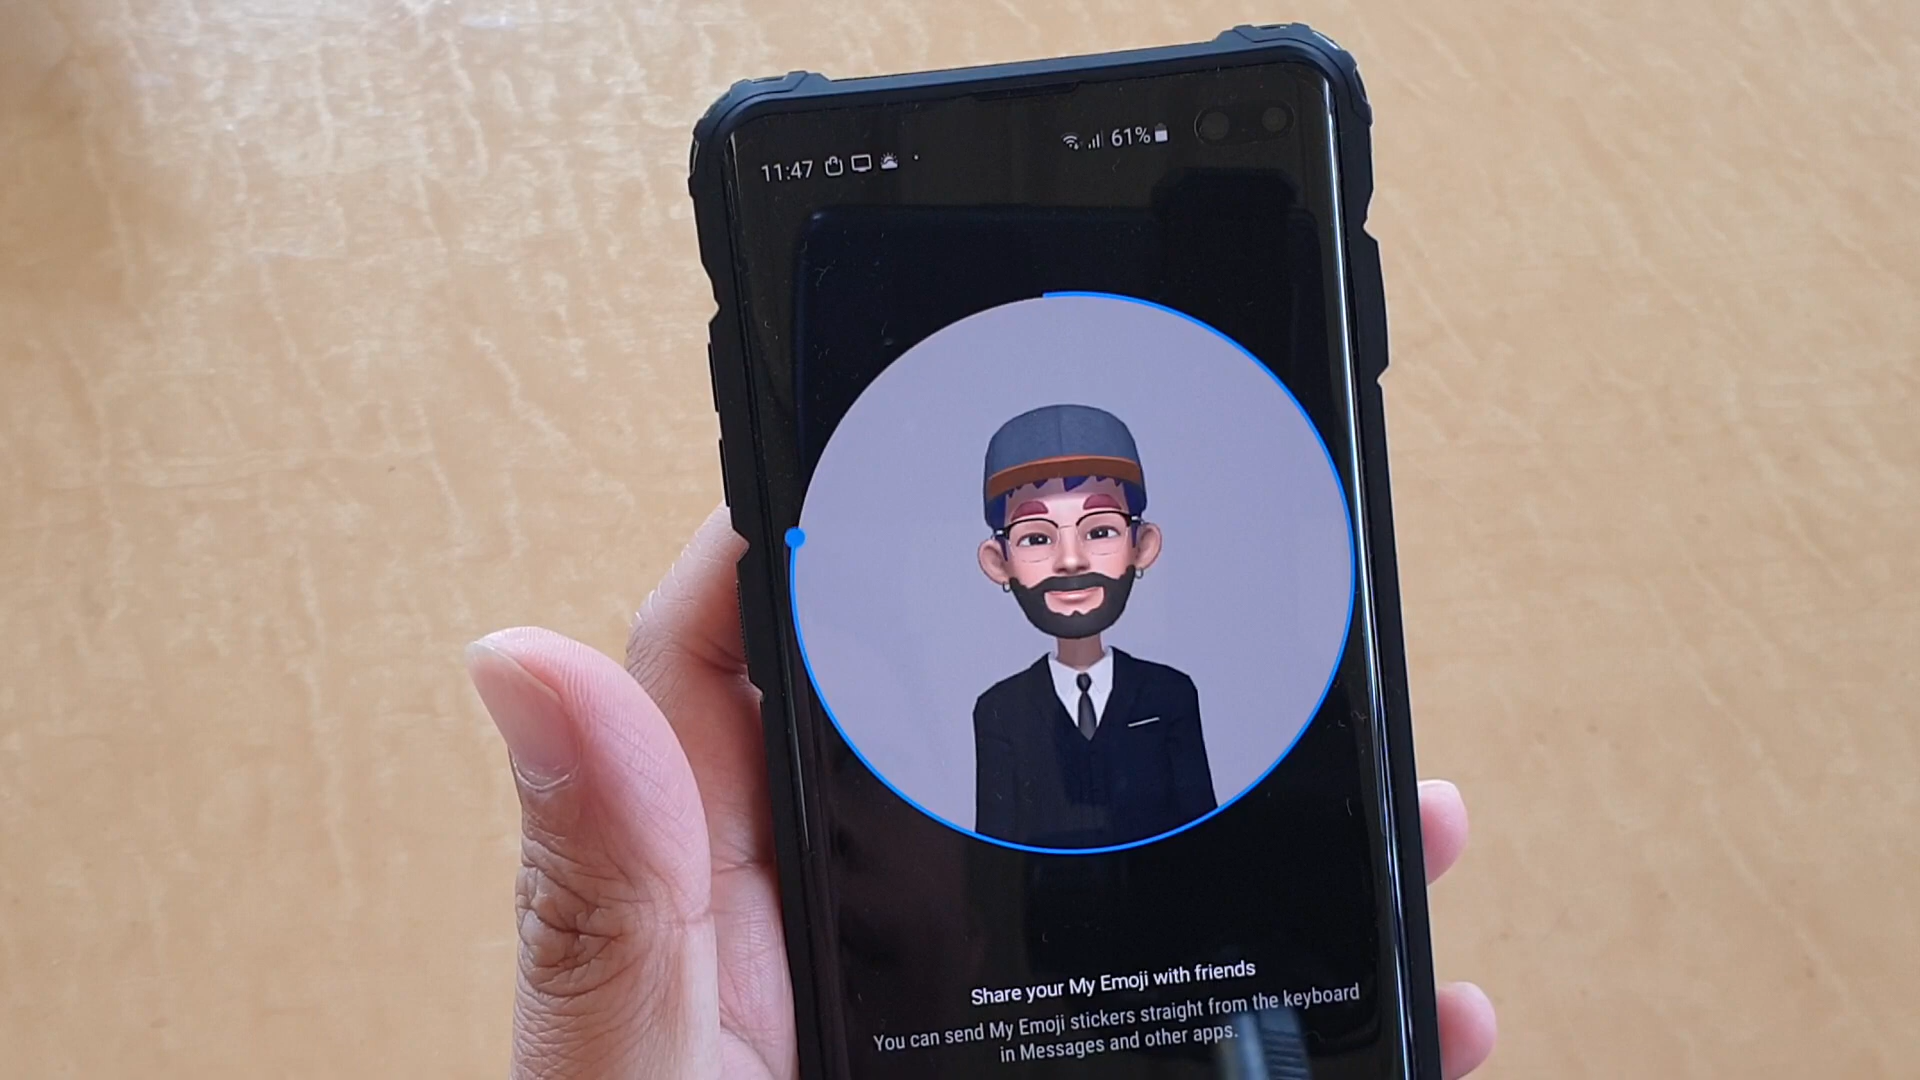 11:47
61%
Share your My Emoji with friends
You can send My Emoji stickers straight from the keyboard
in Messages and other apps.